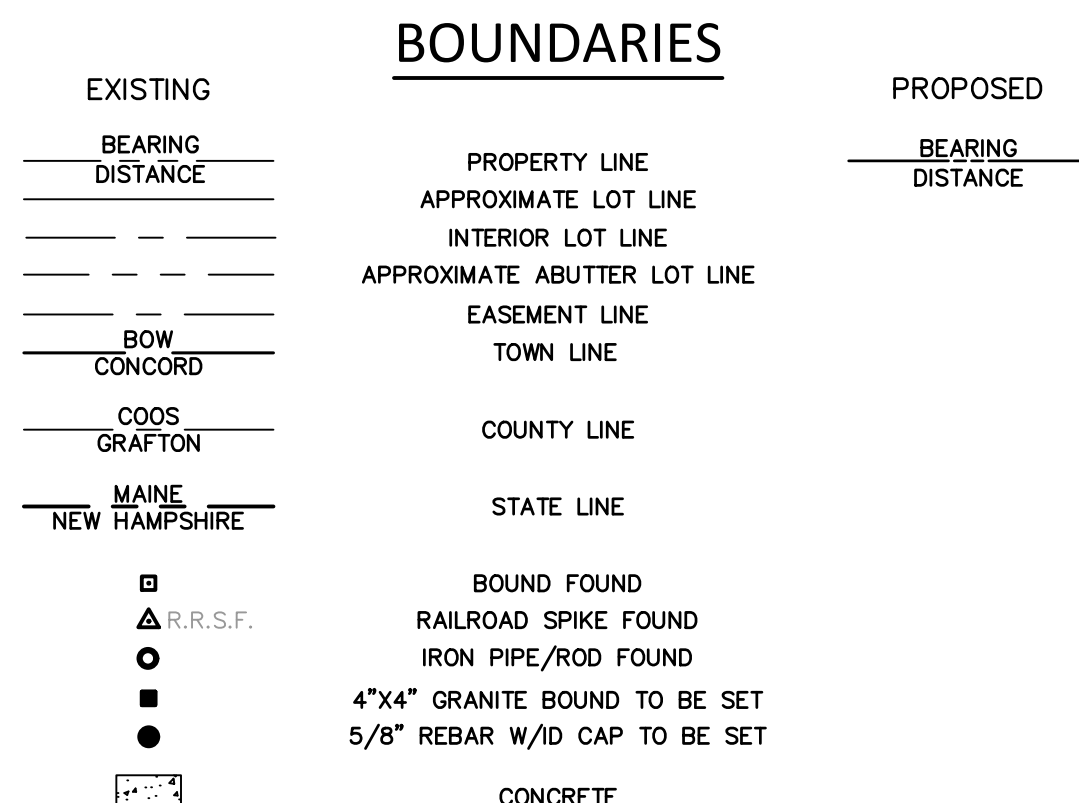 BOUNDARIES
EXISTING
PROPOSED
BEARING
DISTANCE
PROPERTY LINE
BEARING
DISTANCE
APPROXIMATE LOT LINE
INTERIOR LOT LINE
APPROXIMATE ABUTTER LOT LINE
EASEMENT LINE
BOW
CONCORD
TOWN LINE
COOS
GRAFTON
COUNTY LINE
MAINE
NEW HAMPSHIRE
STATE LINE
BOUND FOUND
R.R.S.F.
RAILROAD SPIKE FOUND
IRON PIPE/ROD FOUND
4”X4” GRANITE BOUND TO BE SET
5/8” REBAR W/ID CAP TO BE SET
CONCRETE